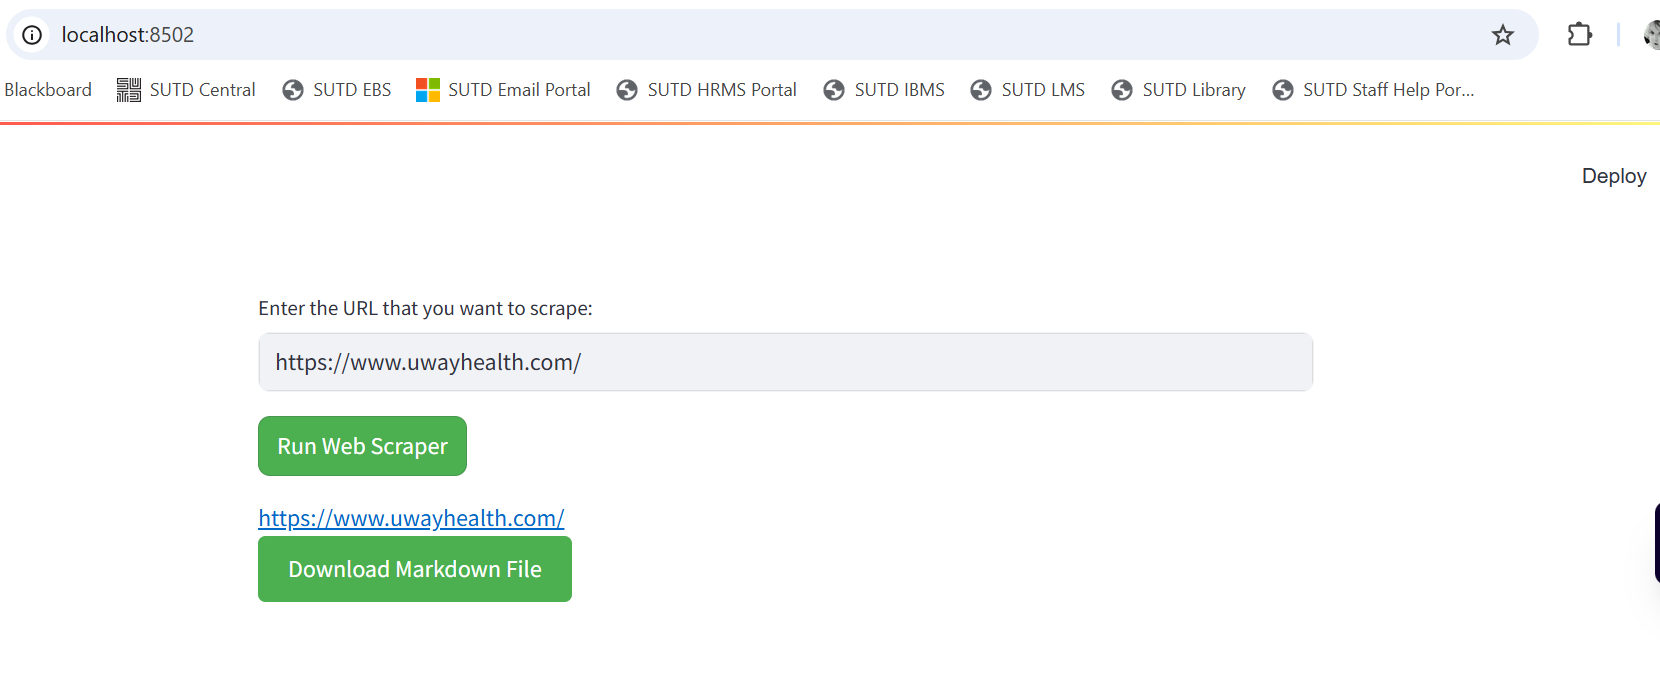 localhost:8502
Blackboard SUTD Central SUTD EBS SUTD Email Portal SUTD HRMS Portal SUTD IBMS SUTD LMS SUTD Library SUTD Staff Help Por...
Deploy
Enter the URL that you want to scrape:
https://www.uwayhealth.com/
Run Web Scraper
https://www.uwayhealth.com/
Download Markdown File